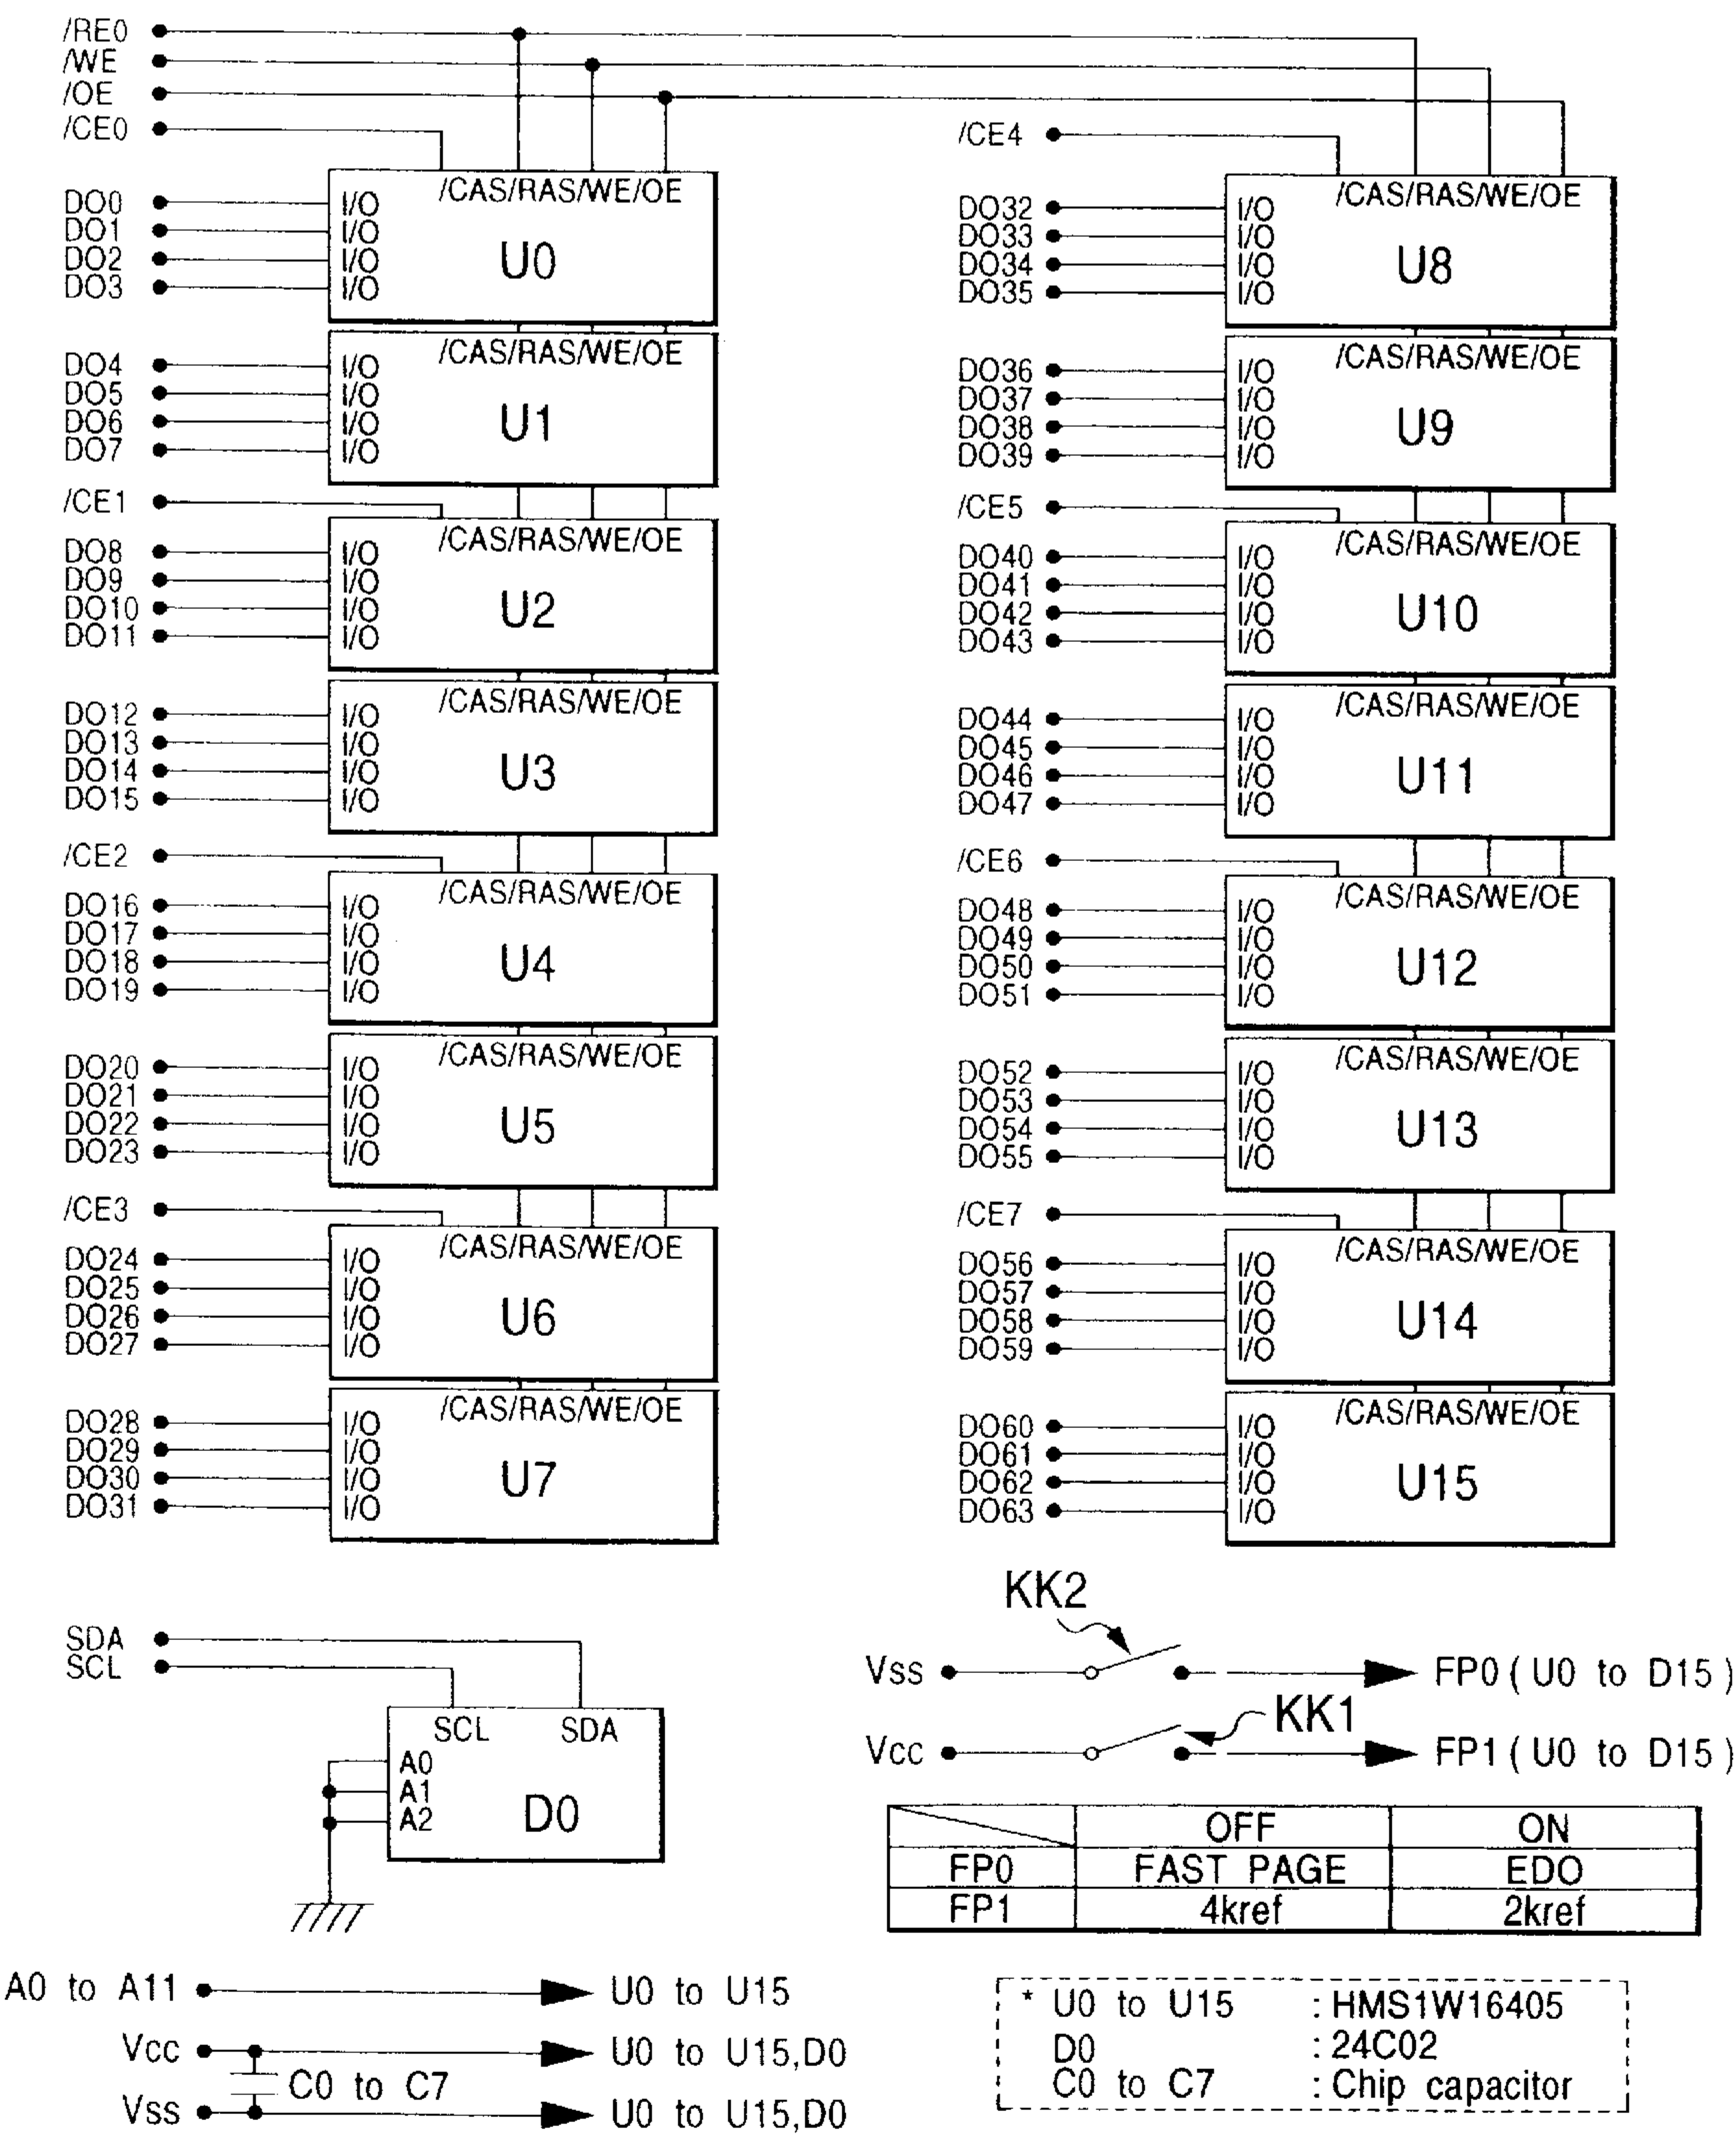 /RE0
/WE
/OE
/CE0
/CAS/RAS/WE/OE
DO0 I/O
DO1 I/O
DO2 I/O
DO3 I/O
U0
/CAS/RAS/WE/OE
DO4 I/O
DO5 I/O
DO6 I/O
DO7 I/O
U1
/CE1
/CAS/RAS/WE/OE
DO8 I/O
DO9 I/O
DO10 I/O
DO11 I/O
U2
/CAS/RAS/WE/OE
DO12 I/O
DO13 I/O
DO14 I/O
DO15 I/O
U3
/CE2
/CAS/RAS/WE/OE
DO16 I/O
DO17 I/O
DO18 I/O
DO19 I/O
U4
/CAS/RAS/WE/OE
DO20 I/O
DO21 I/O
DO22 I/O
DO23 I/O
U5
/CE3
/CAS/RAS/WE/OE
DO24 I/O
DO25 I/O
DO26 I/O
DO27 I/O
U6
/CAS/RAS/WE/OE
DO28 I/O
DO29 I/O
DO30 I/O
DO31 I/O
U7
/CE4
/CAS/RAS/WE/OE
DO32 I/O
DO33 I/O
DO34 I/O
DO35 I/O
U8
/CAS/RAS/WE/OE
DO36 I/O
DO37 I/O
DO38 I/O
DO39 I/O
U9
/CE5
/CAS/RAS/WE/OE
DO40 I/O
DO41 I/O
DO42 I/O
DO43 I/O
U10
/CAS/RAS/WE/OE
DO44 I/O
DO45 I/O
DO46 I/O
DO47 I/O
U11
/CE6
/CAS/RAS/WE/OE
DO48 I/O
DO49 I/O
DO50 I/O
DO51 I/O
U12
/CAS/RAS/WE/OE
DO52 I/O
DO53 I/O
DO54 I/O
DO55 I/O
U13
/CE7
/CAS/RAS/WE/OE
DO56 I/O
DO57 I/O
DO58 I/O
DO59 I/O
U14
/CAS/RAS/WE/OE
DO60 I/O
DO61 I/O
DO62 I/O
DO63 I/O
U15
SDA
SCL
SCL SDA
A0
A1
A2
D0
KK2
Vss FP0 ( U0 to D15 )
KK1
Vcc FP1 ( U0 to D15 )
OFF ON
FP0 FAST PAGE EDO
FP1 4kref 2kref
A0 to A11 U0 to U15
Vcc U0 to U15,D0
C0 to C7
Vss U0 to U15,D0
* U0 to U15 : HMS1W16405
D0 : 24C02
C0 to C7 : Chip capacitor